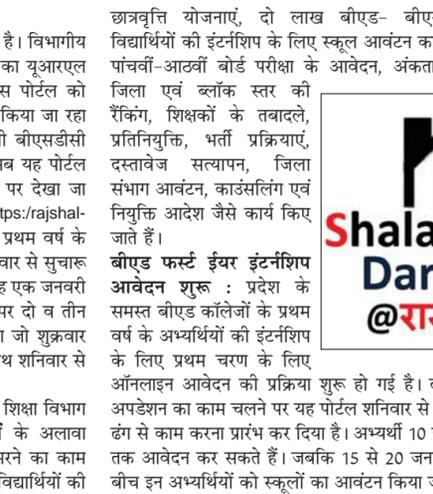 है। विभागीय
का यूआरएल
पोर्टल को
किया जा रहा
बीएसडीसी
यह पोर्टल
पर देखा जा
tps:/rajshal-
प्रथम वर्ष के
से सुचारू
एक जनवरी
पर दो व तीन
जो शुक्रवार
शनिवार से
शिक्षा विभाग
के अलावा
का काम
की
छात्रवृत्ति योजनाएं, दो लाख बीएड-
विद्यार्थियों की इंटर्नशिप के लिए स्कूल आवंटन
पांचवीं-आठवीं बोर्ड परीक्षा के आवेदन,
जिला एवं ब्लॉक स्तर की
रैंकिंग, शिक्षकों के तबादले,
प्रतिनियुक्ति, भर्ती प्रक्रियाएं,
दस्तावेज सत्यापन, जिला
संभाग आवंटन, काउंसलिंग एवं
नियुक्ति आदेश जैसे कार्य किए
जाते हैं।
बीएड फर्स्ट ईयर इंटर्नशिप
आवेदन शुरू : प्रदेश के
समस्त बीएड कॉलेजों के प्रथम
वर्ष के अभ्यर्थियों की इंटर्नशिप
के लिए प्रथम चरण के लिए
ऑनलाइन आवेदन की प्रक्रिया शुरू हो गई है।
अपडेशन का काम चलने पर यह पोर्टल शनिवार से
ढंग से काम करना प्रारंभ कर दिया है। अभ्यर्थी 10
तक आवेदन कर सकते हैं। जबकि 15 से 20
बीच इन अभ्यर्थियों को स्कूलों का आवंटन किया
Shala
Dar
@रा